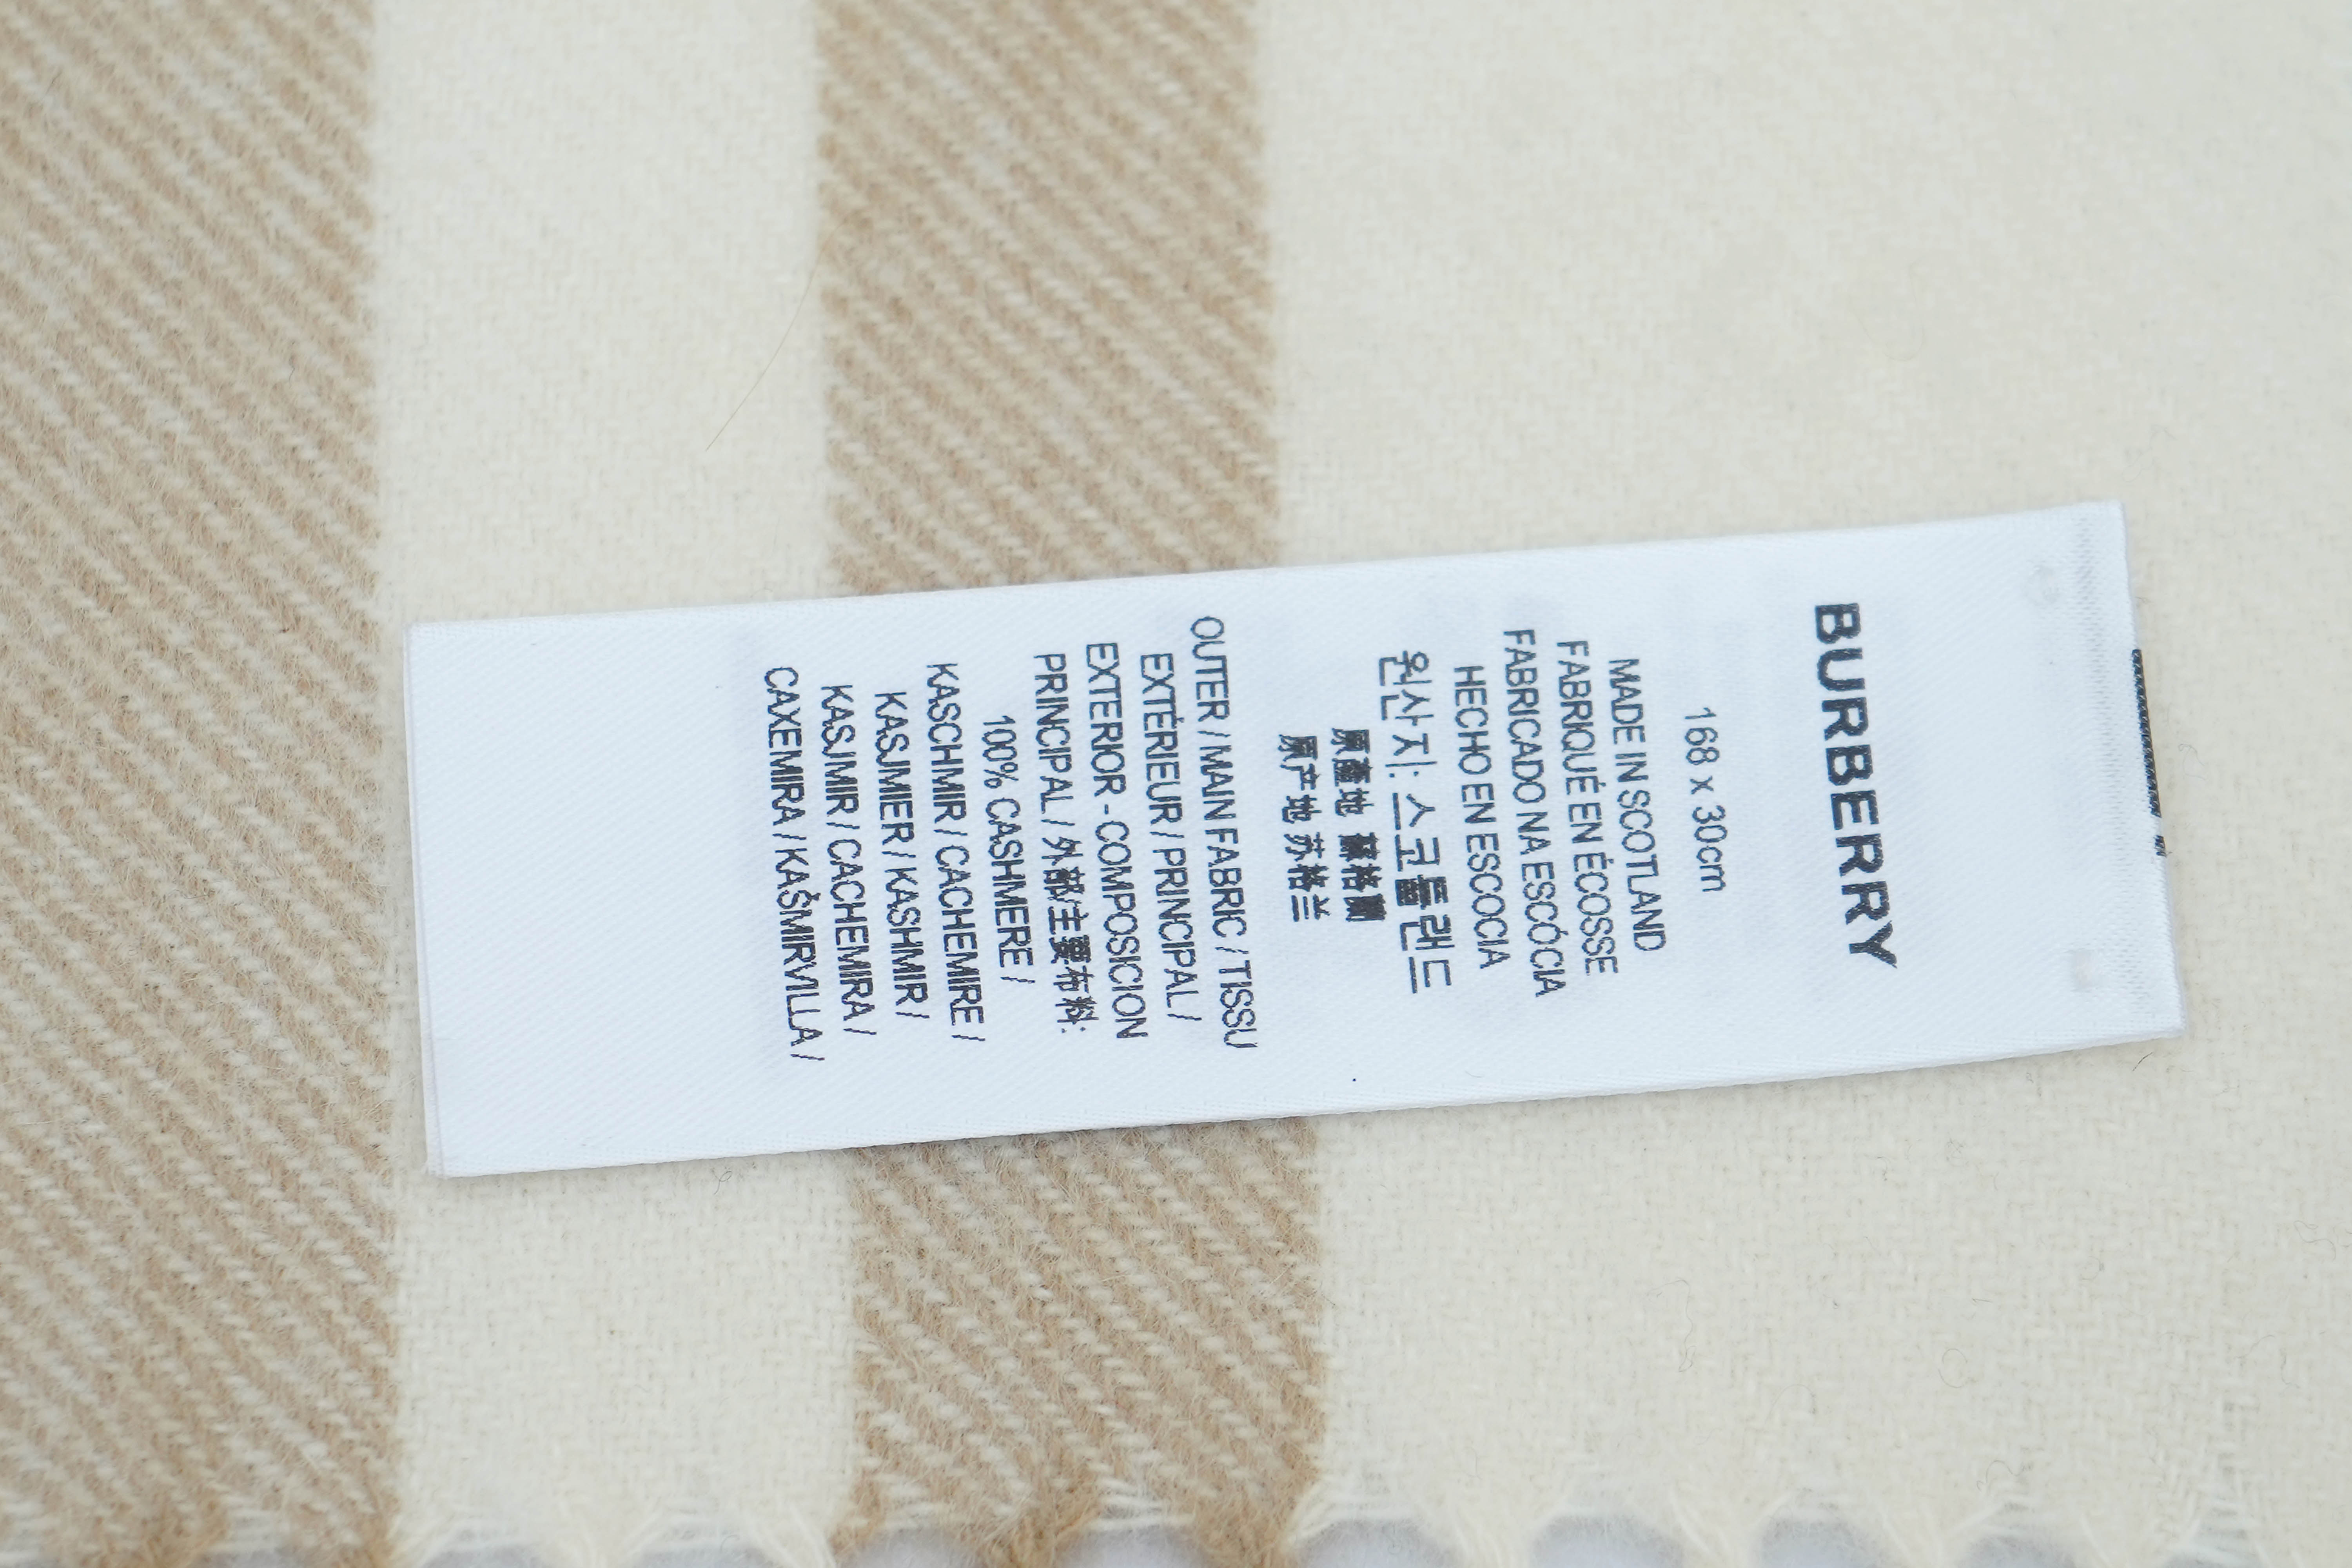 BURBERRY
168 x 30cm
MADE IN SCOTLAND
FABRIQUÉ EN ÉCOSSE
FABRICADO NA ESCÓCIA
HECHO EN ESCOCIA
원산지: 스코틀랜드
原產地 蘇格蘭
原产地 苏格兰
OUTER / MAIN FABRIC / TISSU
EXTÉRIEUR / PRINCIPAL /
EXTERIOR - COMPOSICION
PRINCIPAL / 外部/主要布料:
100% CASHMERE /
KASCHMIR / CACHEMIRE /
KASJMIER / KASHMIR /
KASJMIR / CACHEMIRA /
CAXEMIRA / KAŠMIRVILLA /